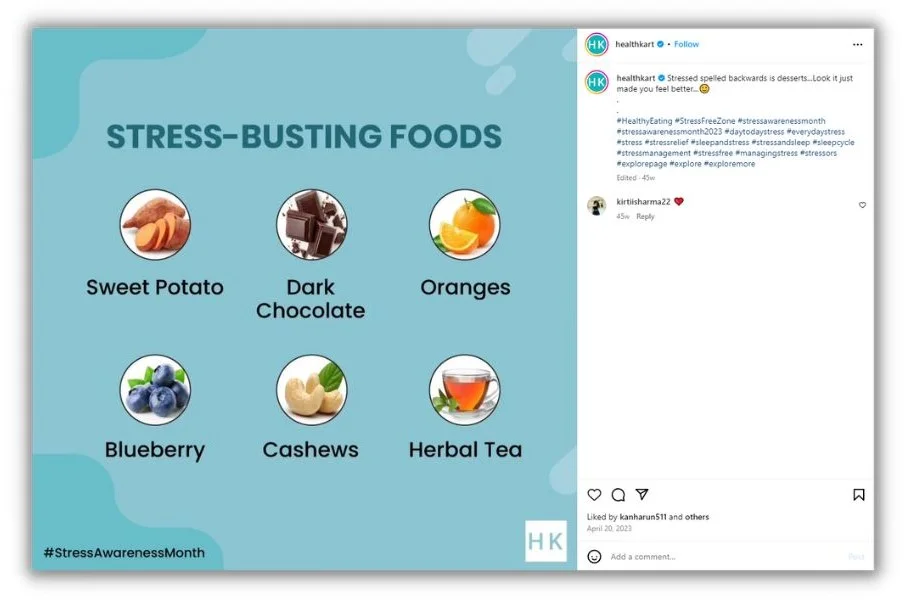 STRESS-BUSTING FOODS
Sweet Potato
Dark
Chocolate
Oranges
Blueberry
Cashews
Herbal Tea
#StressAwarenessMonth
HK
HK
healthkart • Follow
HK
healthkart Stressed spelled backwards is desserts...Look it just
made you feel better...😊
.
.
#HealthyEating #StressFreeZone #stressawarenessmonth
#stressawarenessmonth2023 #daytodaystress #everydaystress
#stress #stressrelief #sleepandstress #stressandsleep #sleepcycle
#stressmanagement #stressfree #managingstress #stressors
#explorepage #explore #exploremore
Edited · 45w
kirtiisharma22 ❤️
45w Reply
Liked by kanharun511 and others
April 20, 2023
Add a comment...
Post